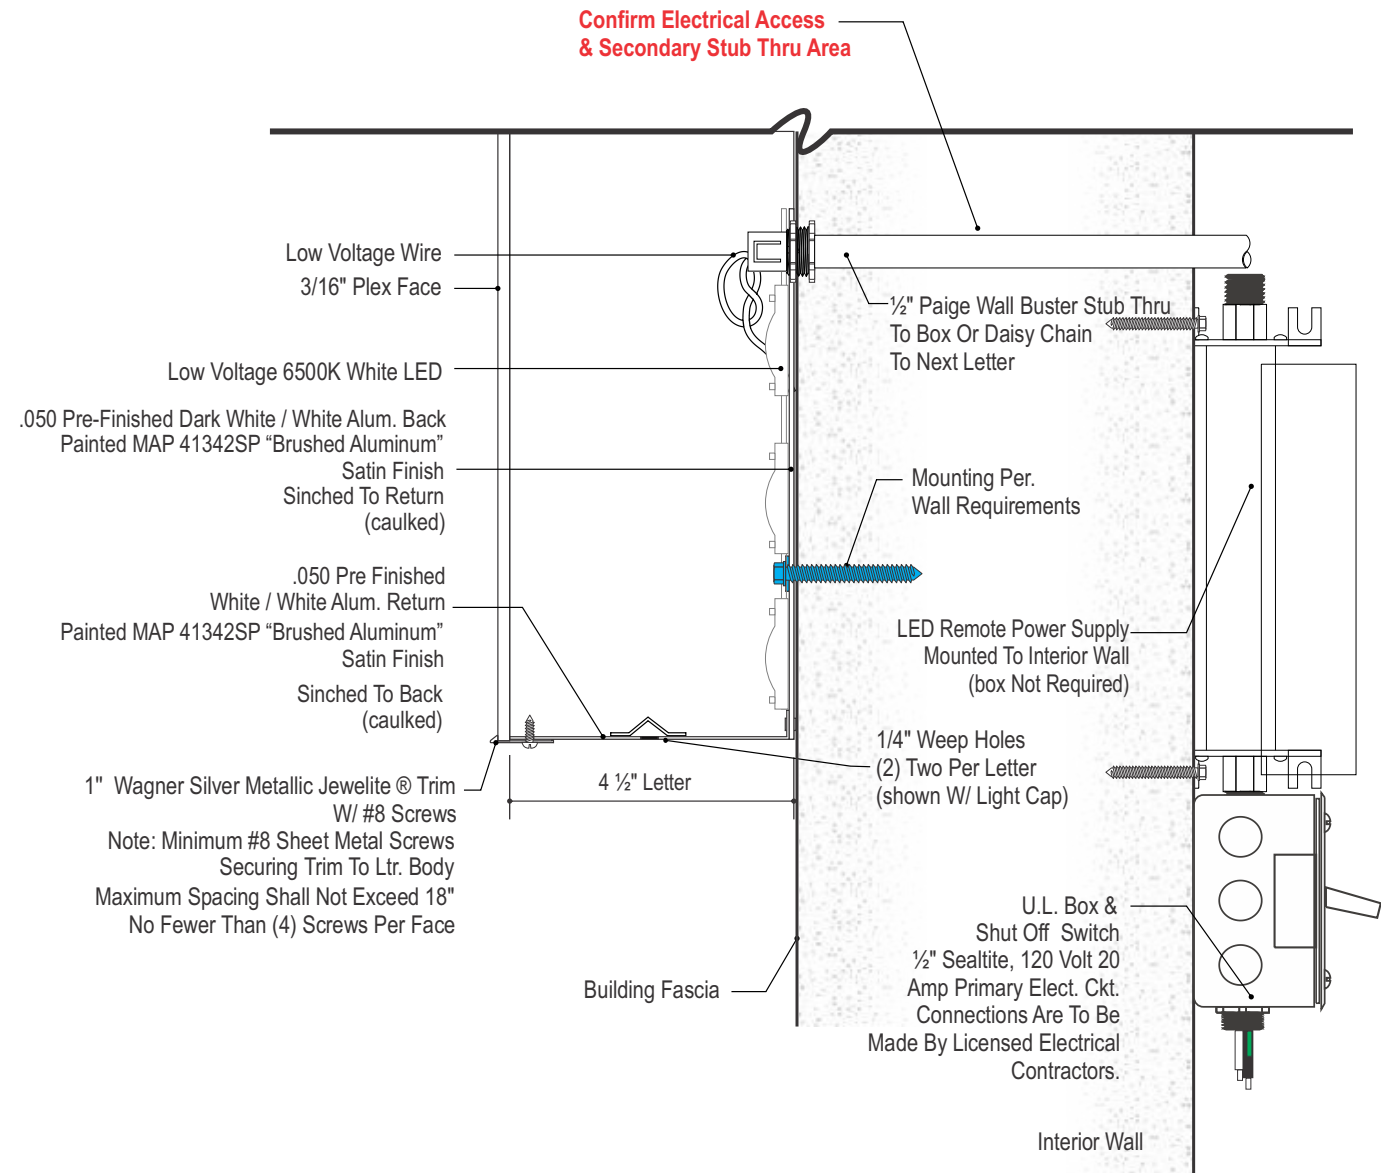 Confirm Electrical Access
& Secondary Stub Thru Area
Low Voltage Wire
3/16" Plex Face
Low Voltage 6500K White LED
.050 Pre-Finished Dark White / White Alum. Back
Painted MAP 41342SP “Brushed Aluminum”
Satin Finish
Sinched To Return
(caulked)
.050 Pre Finished
White / White Alum. Return
Painted MAP 41342SP “Brushed Aluminum”
Satin Finish
Sinched To Back
(caulked)
1" Wagner Silver Metallic Jewelite ® Trim
W/ #8 Screws
Note: Minimum #8 Sheet Metal Screws
Securing Trim To Ltr. Body
Maximum Spacing Shall Not Exceed 18"
No Fewer Than (4) Screws Per Face
4 ½" Letter
½" Paige Wall Buster Stub Thru
To Box Or Daisy Chain
To Next Letter
Mounting Per.
Wall Requirements
LED Remote Power Supply
Mounted To Interior Wall
(box Not Required)
1/4" Weep Holes
(2) Two Per Letter
(shown W/ Light Cap)
Building Fascia
U.L. Box &
Shut Off Switch
½" Sealtite, 120 Volt 20
Amp Primary Elect. Ckt.
Connections Are To Be
Made By Licensed Electrical
Contractors.
Interior Wall